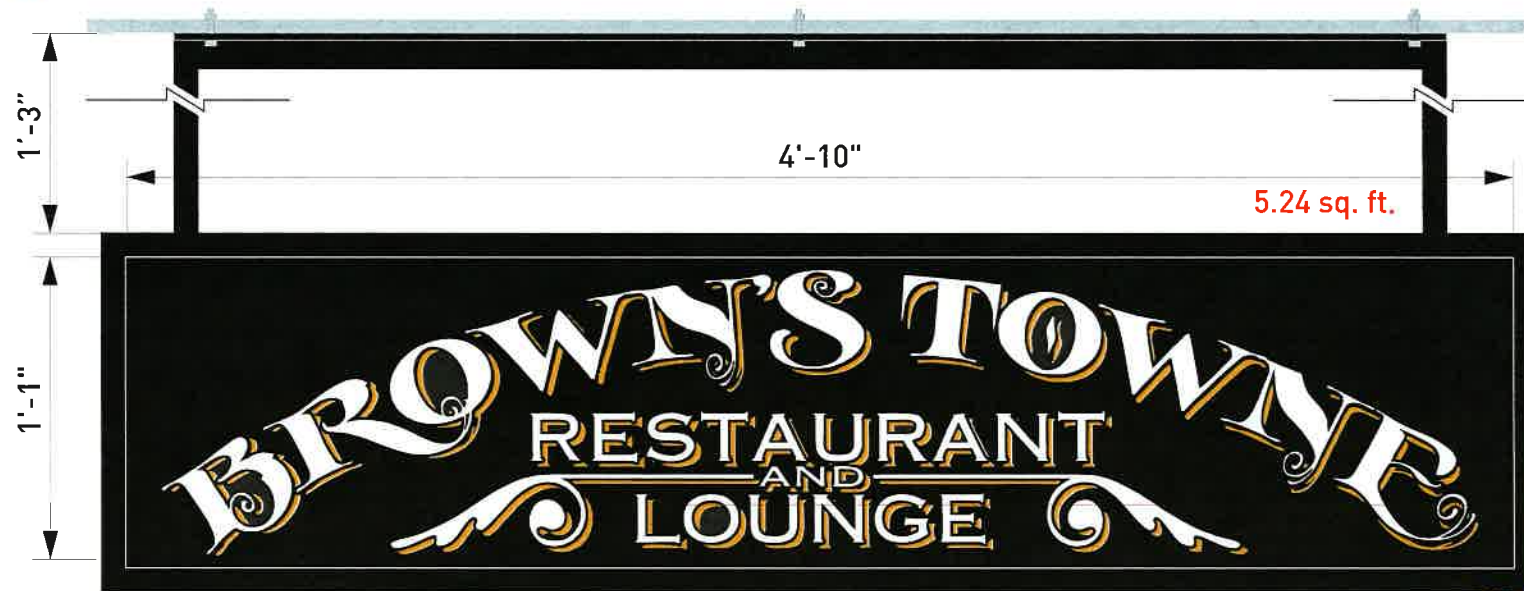 1'-3"
4'-10"
5.24 sq. ft.
1'-1"
BROWN'S TOWNE
RESTAURANT
AND
LOUNGE